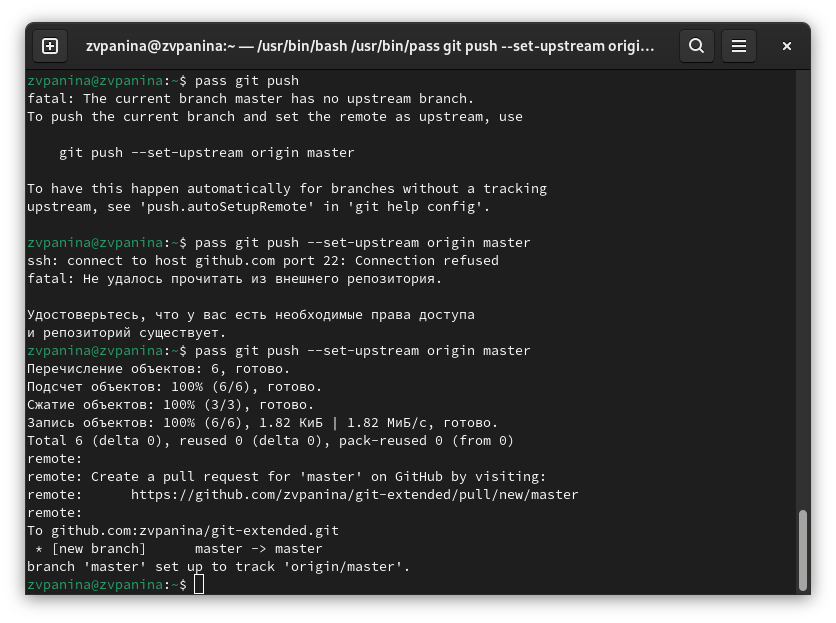 zvpanina@zvpanina:~ — /usr/bin/bash /usr/bin/pass git push --set-upstream origi…
zvpanina@zvpanina:~$ pass git push
fatal: The current branch master has no upstream branch.
To push the current branch and set the remote as upstream, use
    git push --set-upstream origin master
To have this happen automatically for branches without a tracking
upstream, see 'push.autoSetupRemote' in 'git help config'.
zvpanina@zvpanina:~$ pass git push --set-upstream origin master
ssh: connect to host github.com port 22: Connection refused
fatal: Не удалось прочитать из внешнего репозитория.
Удостоверьтесь, что у вас есть необходимые права доступа
и репозиторий существует.
zvpanina@zvpanina:~$ pass git push --set-upstream origin master
Перечисление объектов: 6, готово.
Подсчет объектов: 100% (6/6), готово.
Сжатие объектов: 100% (3/3), готово.
Запись объектов: 100% (6/6), 1.82 КиБ | 1.82 МиБ/с, готово.
Total 6 (delta 0), reused 0 (delta 0), pack-reused 0 (from 0)
remote:
remote: Create a pull request for 'master' on GitHub by visiting:
remote:      https://github.com/zvpanina/git-extended/pull/new/master
remote:
To github.com:zvpanina/git-extended.git
 * [new branch]      master -> master
branch 'master' set up to track 'origin/master'.
zvpanina@zvpanina:~$